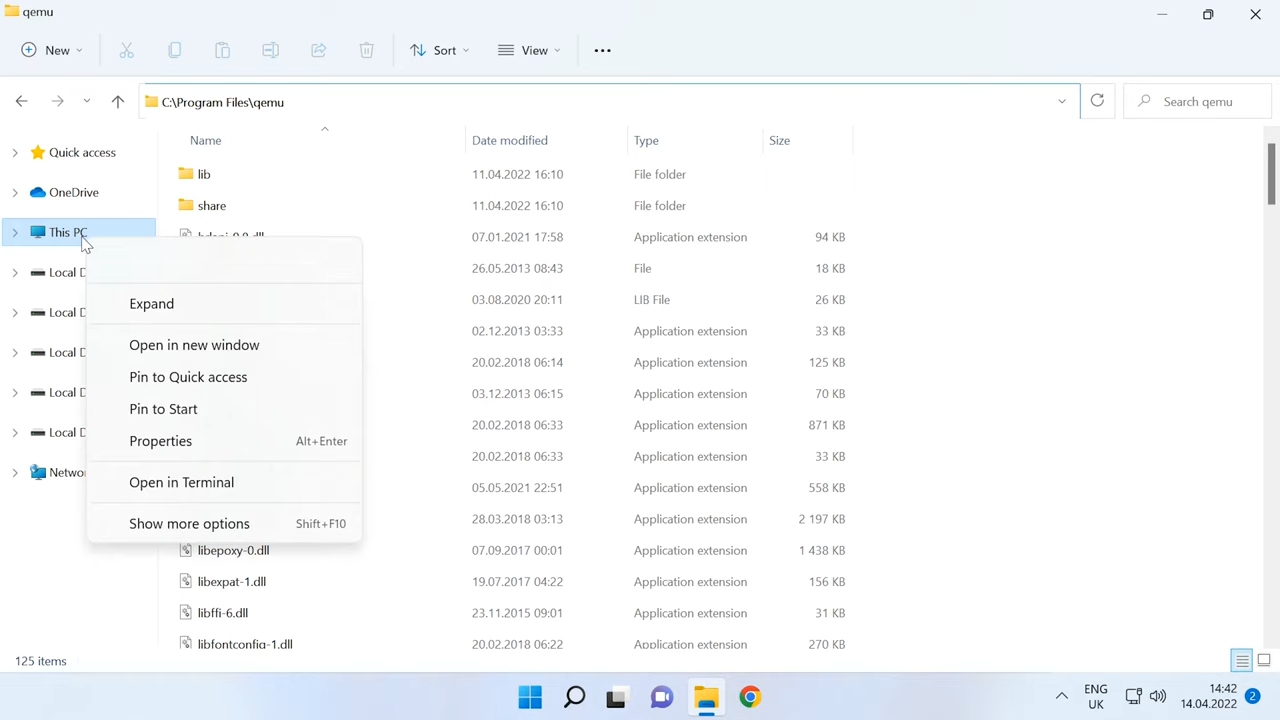 qemu
New Sort View
C:\Program Files\qemu Search qemu
Name Date modified Type Size
Quick access
OneDrive
This PC
Local D
Local D
Local D
Local D
Local D
Netwo
Expand
Open in new window
Pin to Quick access
Pin to Start
Properties Alt+Enter
Open in Terminal
Show more options Shift+F10
lib 11.04.2022 16:10 File folder
share 11.04.2022 16:10 File folder
07.01.2021 17:58 Application extension 94 KB
26.05.2013 08:43 File 18 KB
03.08.2020 20:11 LIB File 26 KB
02.12.2013 03:33 Application extension 33 KB
20.02.2018 06:14 Application extension 125 KB
03.12.2013 06:15 Application extension 70 KB
20.02.2018 06:33 Application extension 871 KB
20.02.2018 06:33 Application extension 33 KB
05.05.2021 22:51 Application extension 558 KB
28.03.2018 03:13 Application extension 2 197 KB
libepoxy-0.dll 07.09.2017 00:01 Application extension 1 438 KB
libexpat-1.dll 19.07.2017 04:22 Application extension 156 KB
libffi-6.dll 23.11.2015 09:01 Application extension 31 KB
libfontconfig-1.dll 20.02.2018 06:22 Application extension 270 KB
125 items
ENG
UK
14:42
14.04.2022
2